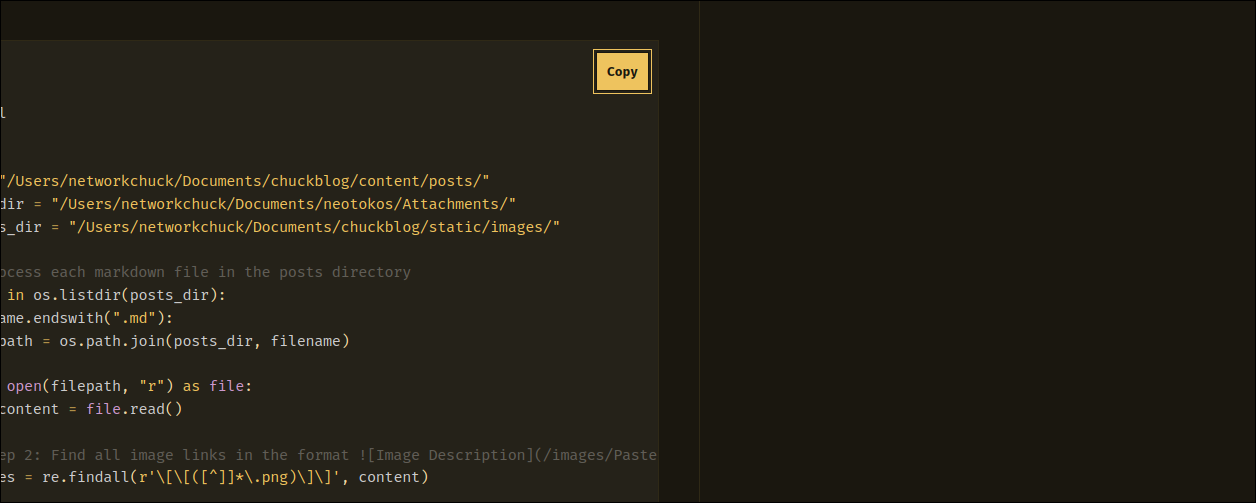 Copy
l
"/Users/networkchuck/Documents/chuckblog/content/posts/"
dir = "/Users/networkchuck/Documents/neotokos/Attachments/"
s_dir = "/Users/networkchuck/Documents/chuckblog/static/images/"
ocess each markdown file in the posts directory
in os.listdir(posts_dir):
ame.endswith(".md"):
path = os.path.join(posts_dir, filename)
open(filepath, "r") as file:
content = file.read()
ep 2: Find all image links in the format ![Image Description](/images/Paste
es = re.findall(r'\[\[([^]]*\.png)\]\]', content)